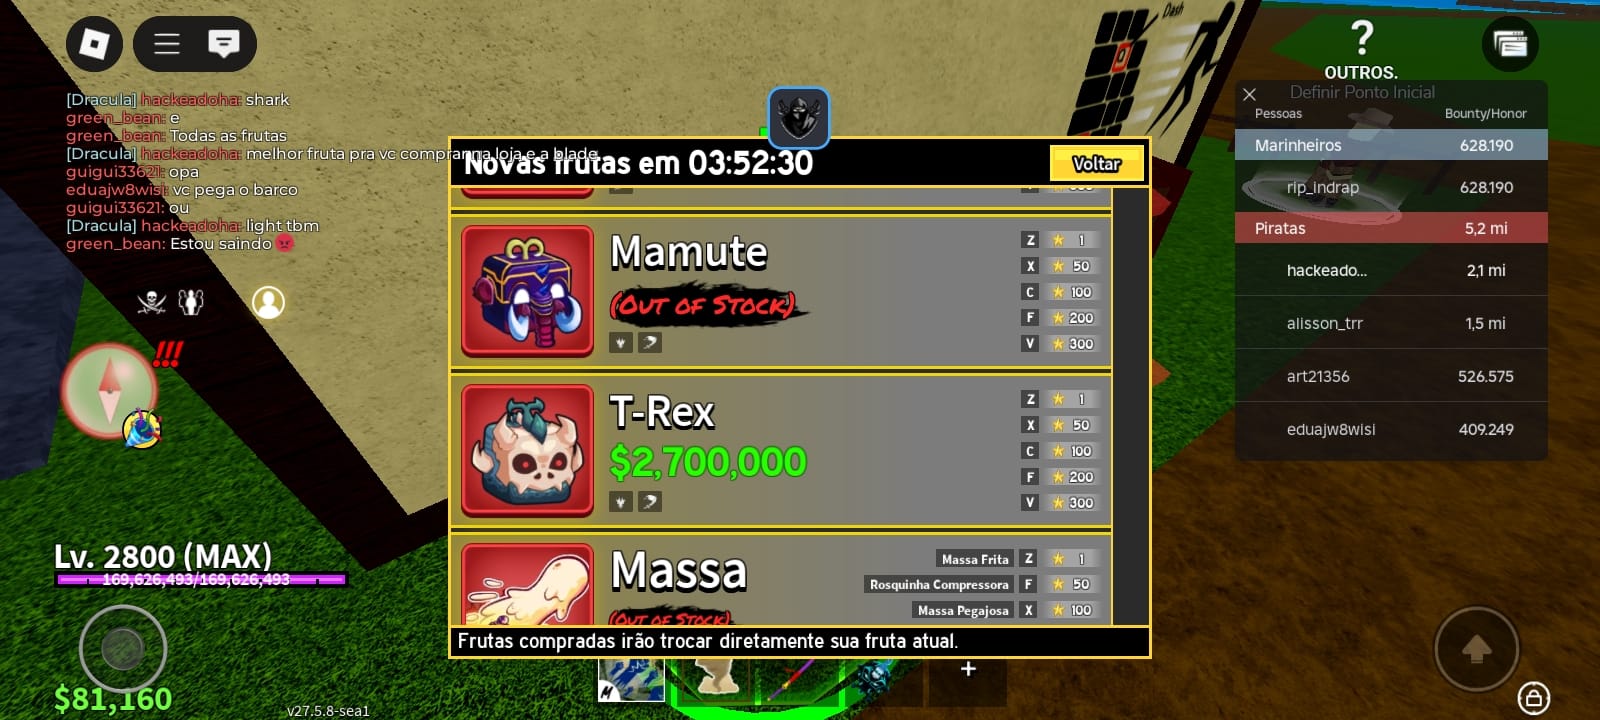 [Dracula] hackeadoha: shark
green_bean: e
green_bean: Todas as frutas
[Dracula] hackeadoha: melhor fruta pra vc comprar na loja e a blade
guigui33621: opa
eduajw8wisi: vc pega o barco
guigui33621: ou
[Dracula] hackeadoha: light tbm
green_bean: Estou saindo
!!!
Lv. 2800 (MAX)
169,626,493/169,626,493
$81,160
v27.5.8-sea1
Dash
Novas frutas em 03:52:30
Voltar
Mamute
(Out of Stock)
Z 1
X 50
C 100
F 200
V 300
T-Rex
$2,700,000
Z 1
X 50
C 100
F 200
V 300
Massa
(Out of Stock)
Massa Frita Z 1
Rosquinha Compressora F 50
Massa Pegajosa X 100
Frutas compradas irão trocar diretamente sua fruta atual.
M
+
?
OUTROS.
Definir Ponto Inicial
Pessoas Bounty/Honor
Marinheiros 628.190
rip_indrap 628.190
Piratas 5,2 mi
hackeado... 2,1 mi
alisson_trr 1,5 mi
art21356 526.575
eduajw8wisi 409.249